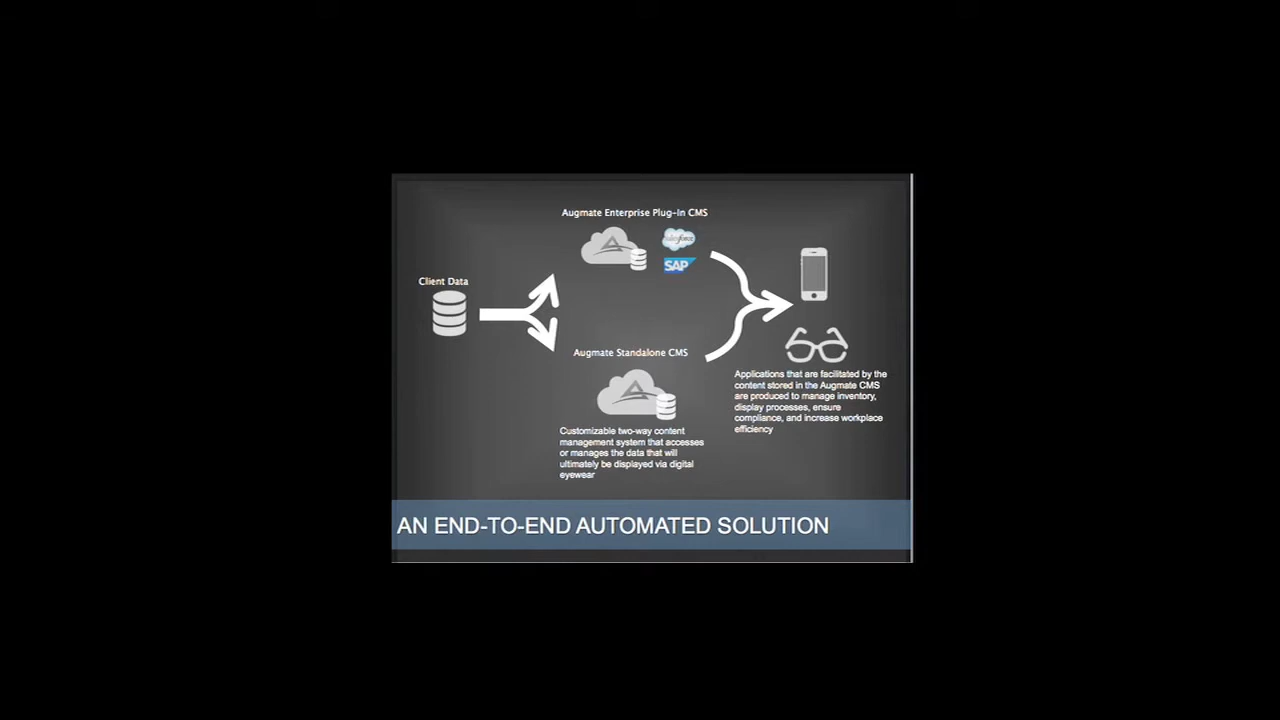 Augmate Enterprise Plug-In CMS
salesforce
SAP
Client Data
Augmate Standalone CMS
Customizable two-way content
management system that accesses
or manages the data that will
ultimately be displayed via digital
eyewear
Applications that are facilitated by the
content stored in the Augmate CMS
are produced to manage inventory,
display processes, ensure
compliance, and increase workplace
efficiency
AN END-TO-END AUTOMATED SOLUTION